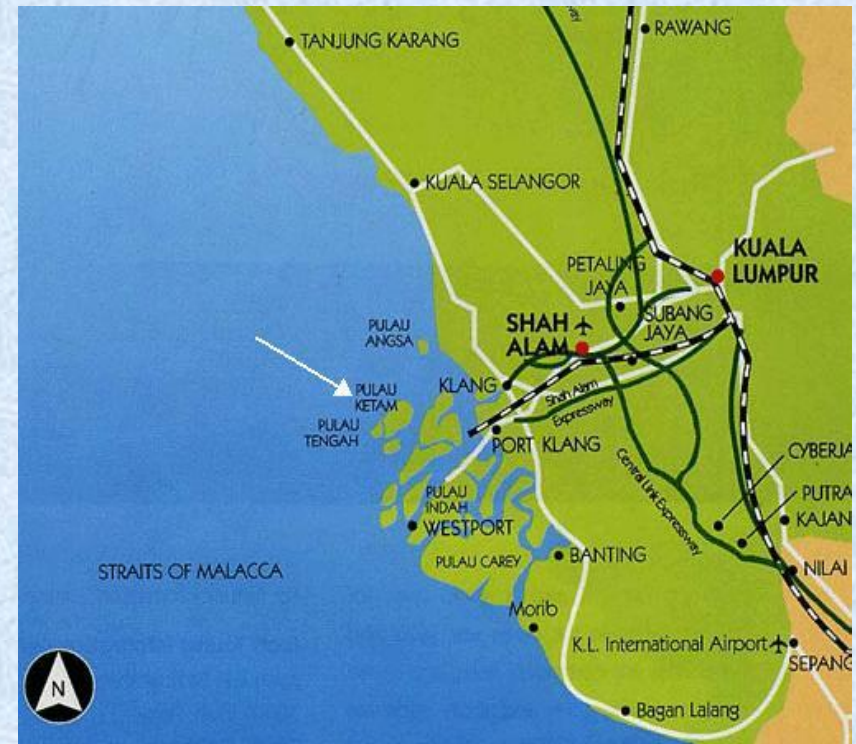 way
TANJUNG KARANG
RAWANG
KUALA SELANGOR
PETALING
JAYA
KUALA
LUMPUR
PULAU
ANGSA
SHAH
ALAM
SUBANG
JAYA
PULAU
KETAM
KLANG
Shah Alam
Expressway
PULAU
TENGAH
PORT KLANG
Central Link Expressway
CYBERJA
PULAU
INDAH
PUTRA
WESTPORT
KAJAN
STRAITS OF MALACCA
PULAU CAREY
BANTING
NILAI
Morib
K.L. International Airport
SEPANG
N
Bagan Lalang